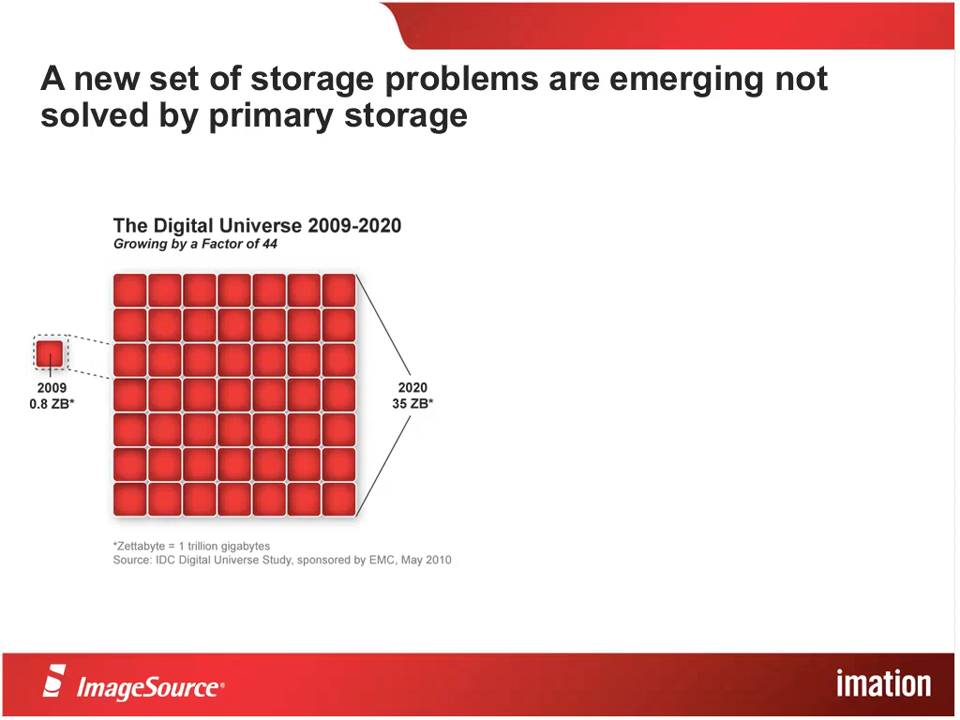 A new set of storage problems are emerging not
solved by primary storage
The Digital Universe 2009-2020
Growing by a Factor of 44
2009
0.8 ZB*
2020
35 ZB*
*Zettabyte = 1 trillion gigabytes
Source: IDC Digital Universe Study, sponsored by EMC, May 2010
ImageSource®
imation